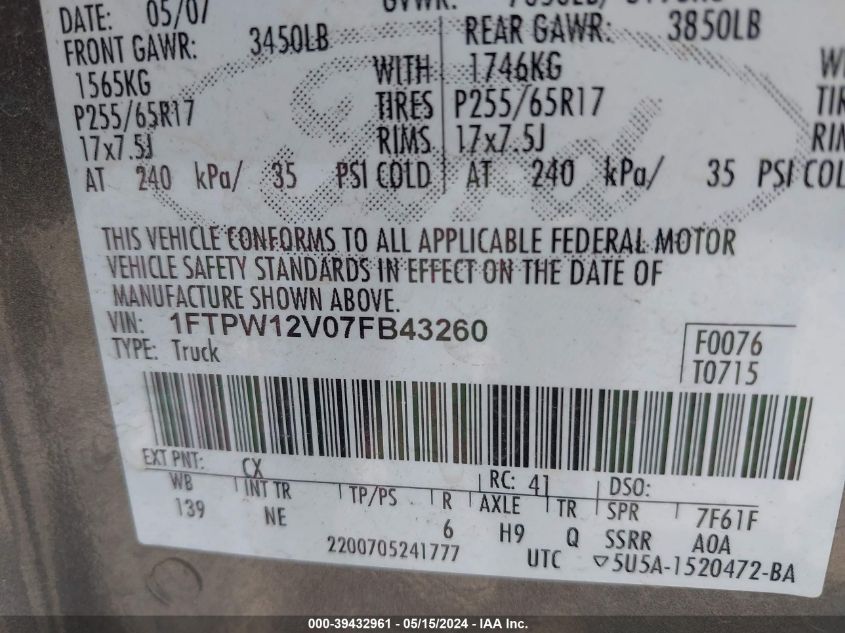 DATE: 05/07
GVWR:
FRONT GAWR: 3450LB
REAR GAWR: 3850LB
1565KG WITH 1746KG
P255/65R17 TIRES P255/65R17
17x7.5J RIMS 17x7.5J
AT 240 kPa/ 35 PSI COLD AT 240 kPa/ 35 PSI COL
Ford
THIS VEHICLE CONFORMS TO ALL APPLICABLE FEDERAL MOTOR
VEHICLE SAFETY STANDARDS IN EFFECT ON THE DATE OF
MANUFACTURE SHOWN ABOVE.
VIN: 1FTPW12V07FB43260
TYPE: Truck
F0076
T0715
EXT PNT: CX RC: 41 DSO:
WB INT TR TP/PS R AXLE TR SPR 7F61F
139 NE 6 H9 Q SSRR A0A
2200705241777 UTC ▽5U5A-1520472-BA
000-39432961 - 05/15/2024 - IAA Inc.